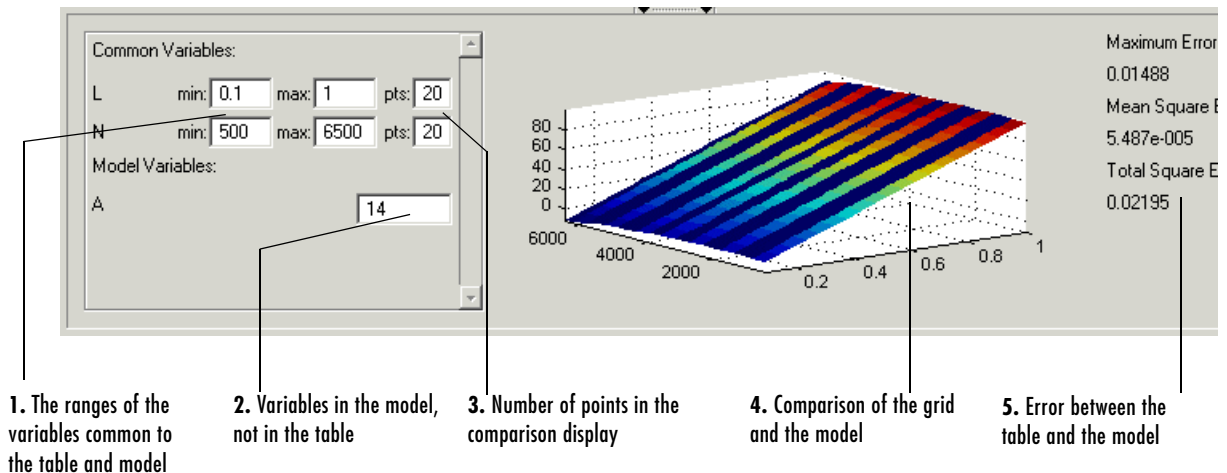 Common Variables:
L min: 0.1 max: 1 pts: 20
N min: 500 max: 6500 pts: 20
Model Variables:
A 14
80
60
40
20
0
6000
4000
2000
0.2
0.4
0.6
0.8
1
Maximum Error
0.01488
Mean Square E
5.487e-005
Total Square E
0.02195
1. The ranges of the
variables common to
the table and model
2. Variables in the model,
not in the table
3. Number of points in the
comparison display
4. Comparison of the grid
and the model
5. Error between the
table and the model